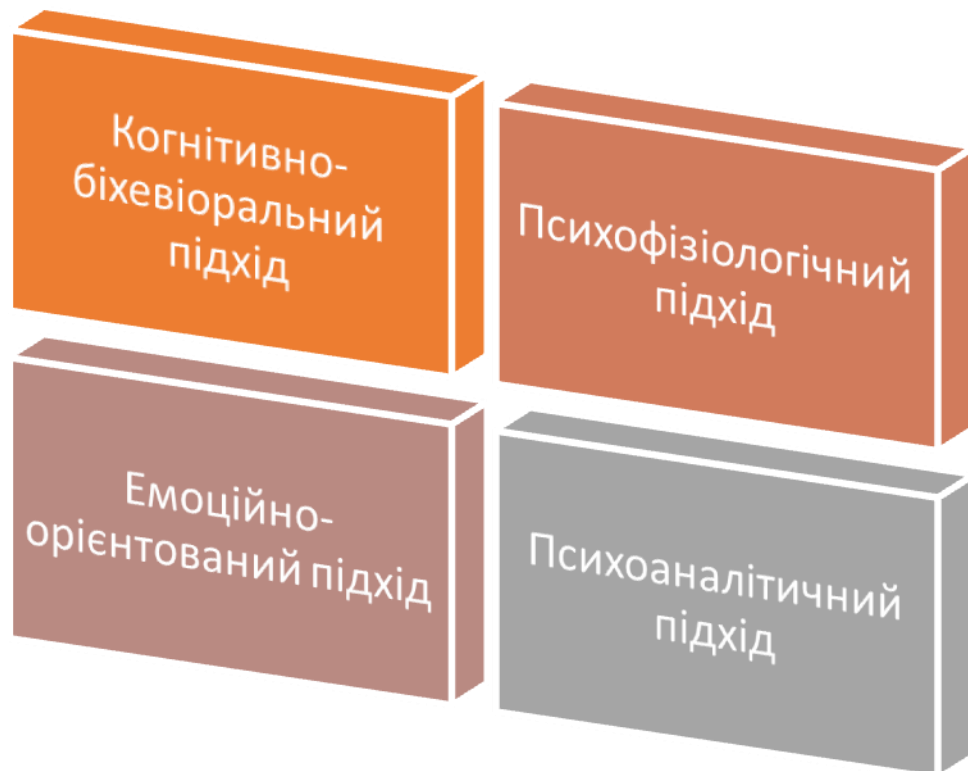 Когнітивно-
біхевіоральний
підхід
Психофізіологічний
підхід
Емоційно-
орієнтований підхід
Психоаналітичний
підхід